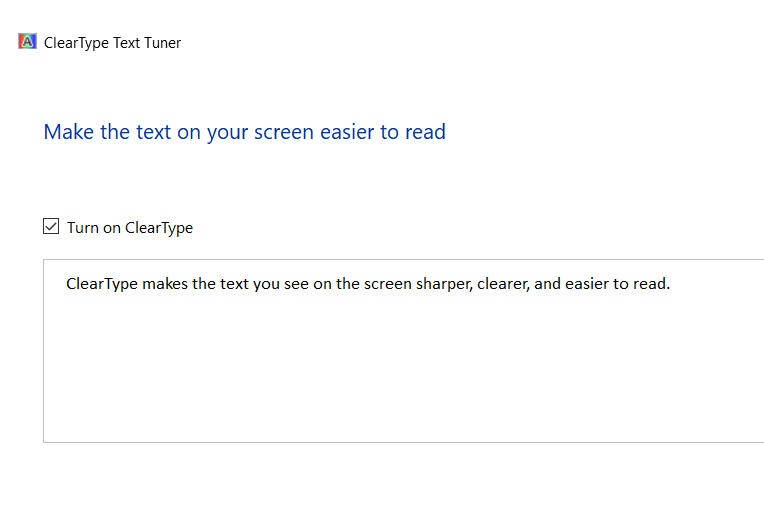 ClearType Text Tuner
Make the text on your screen easier to read
Turn on ClearType
ClearType makes the text you see on the screen sharper, clearer, and easier to read.